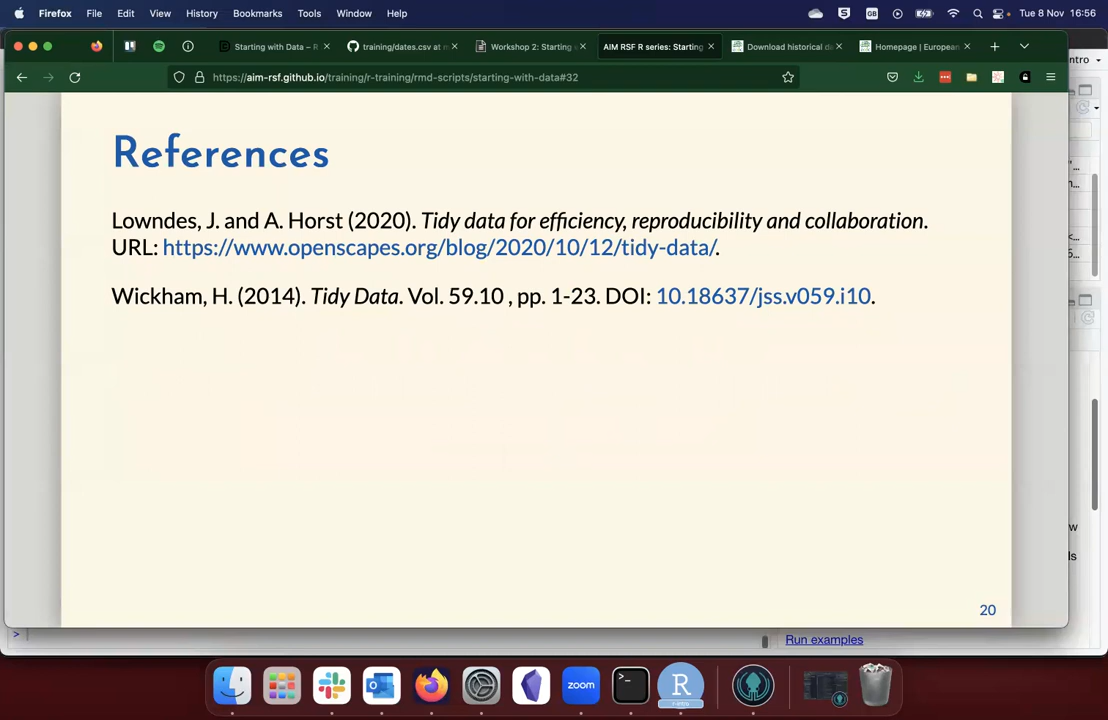 Firefox File Edit View History Bookmarks Tools Window Help Tue 8 Nov 16:56
Starting with Data – R training/dates.csv at m Workshop 2: Starting w AIM RSF R series: Starting Download historical d Homepage | European
ntro
https://aim-rsf.github.io/training/r-training/rmd-scripts/starting-with-data#32
References
Lowndes, J. and A. Horst (2020). Tidy data for efficiency, reproducibility and collaboration.
URL: https://www.openscapes.org/blog/2020/10/12/tidy-data/.
Wickham, H. (2014). Tidy Data. Vol. 59.10 , pp. 1-23. DOI: 10.18637/jss.v059.i10.
20
>
Run examples
zoom
R